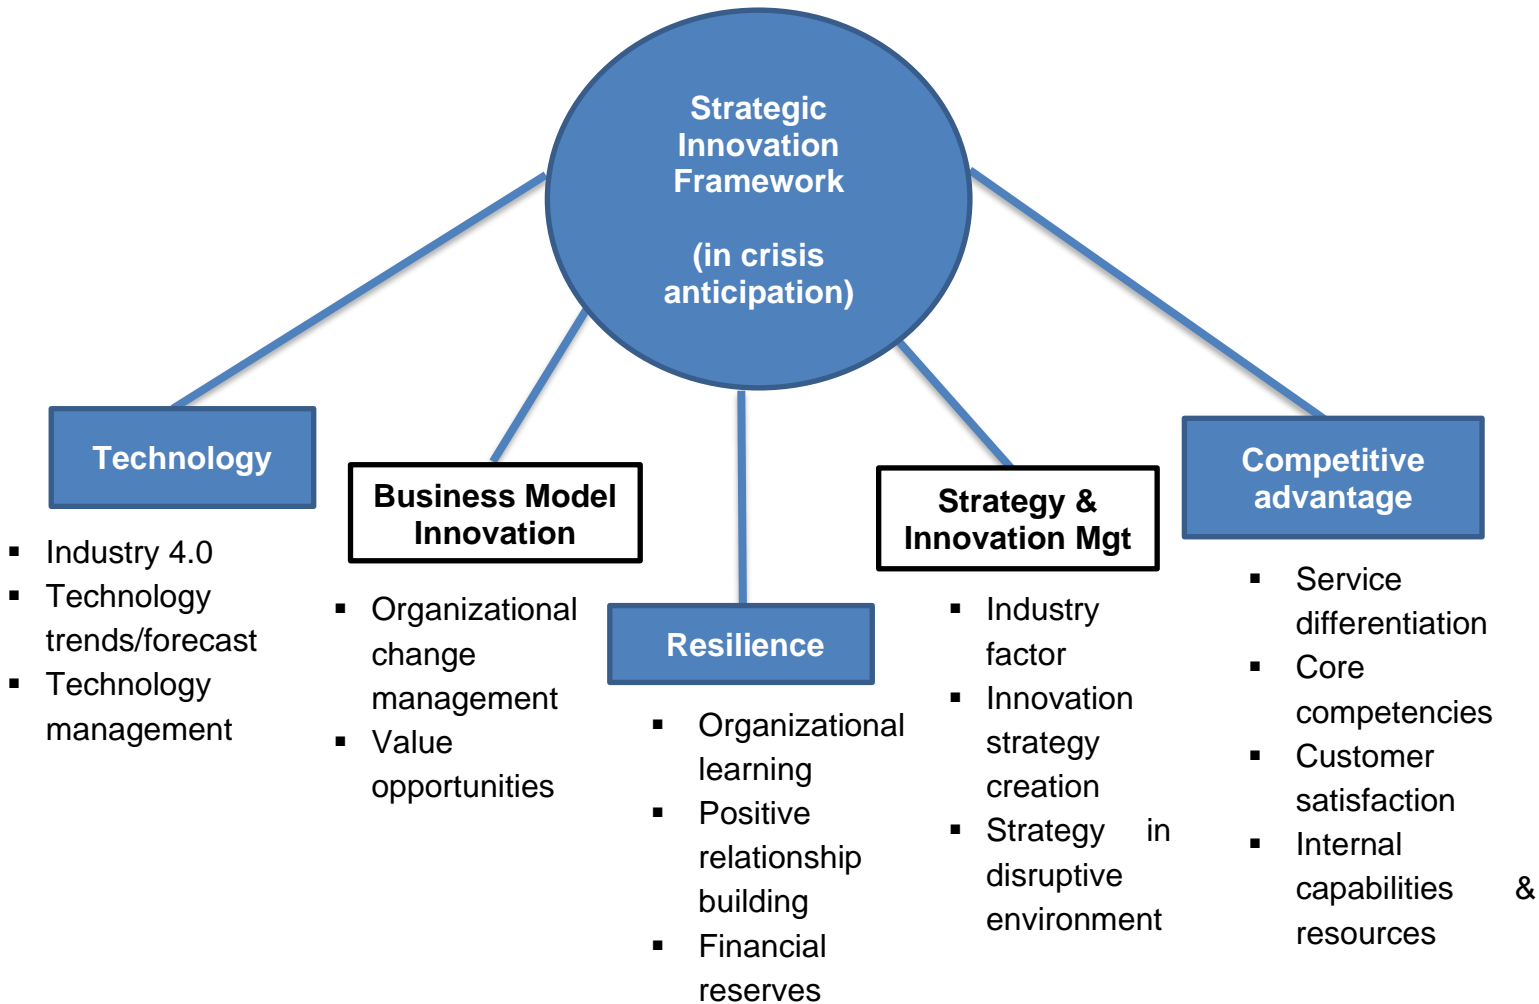 Strategic
Innovation
Framework
(in crisis
anticipation)
Technology
▪ Industry 4.0
▪ Technology
trends/forecast
▪ Technology
management
Business Model
Innovation
▪ Organizational
change
management
▪ Value
opportunities
Resilience
▪ Organizational
learning
▪ Positive
relationship
building
▪ Financial
reserves
Strategy &
Innovation Mgt
▪ Industry
factor
▪ Innovation
strategy
creation
▪ Strategy in
disruptive
environment
Competitive
advantage
▪ Service
differentiation
▪ Core
competencies
▪ Customer
satisfaction
▪ Internal
capabilities &
resources